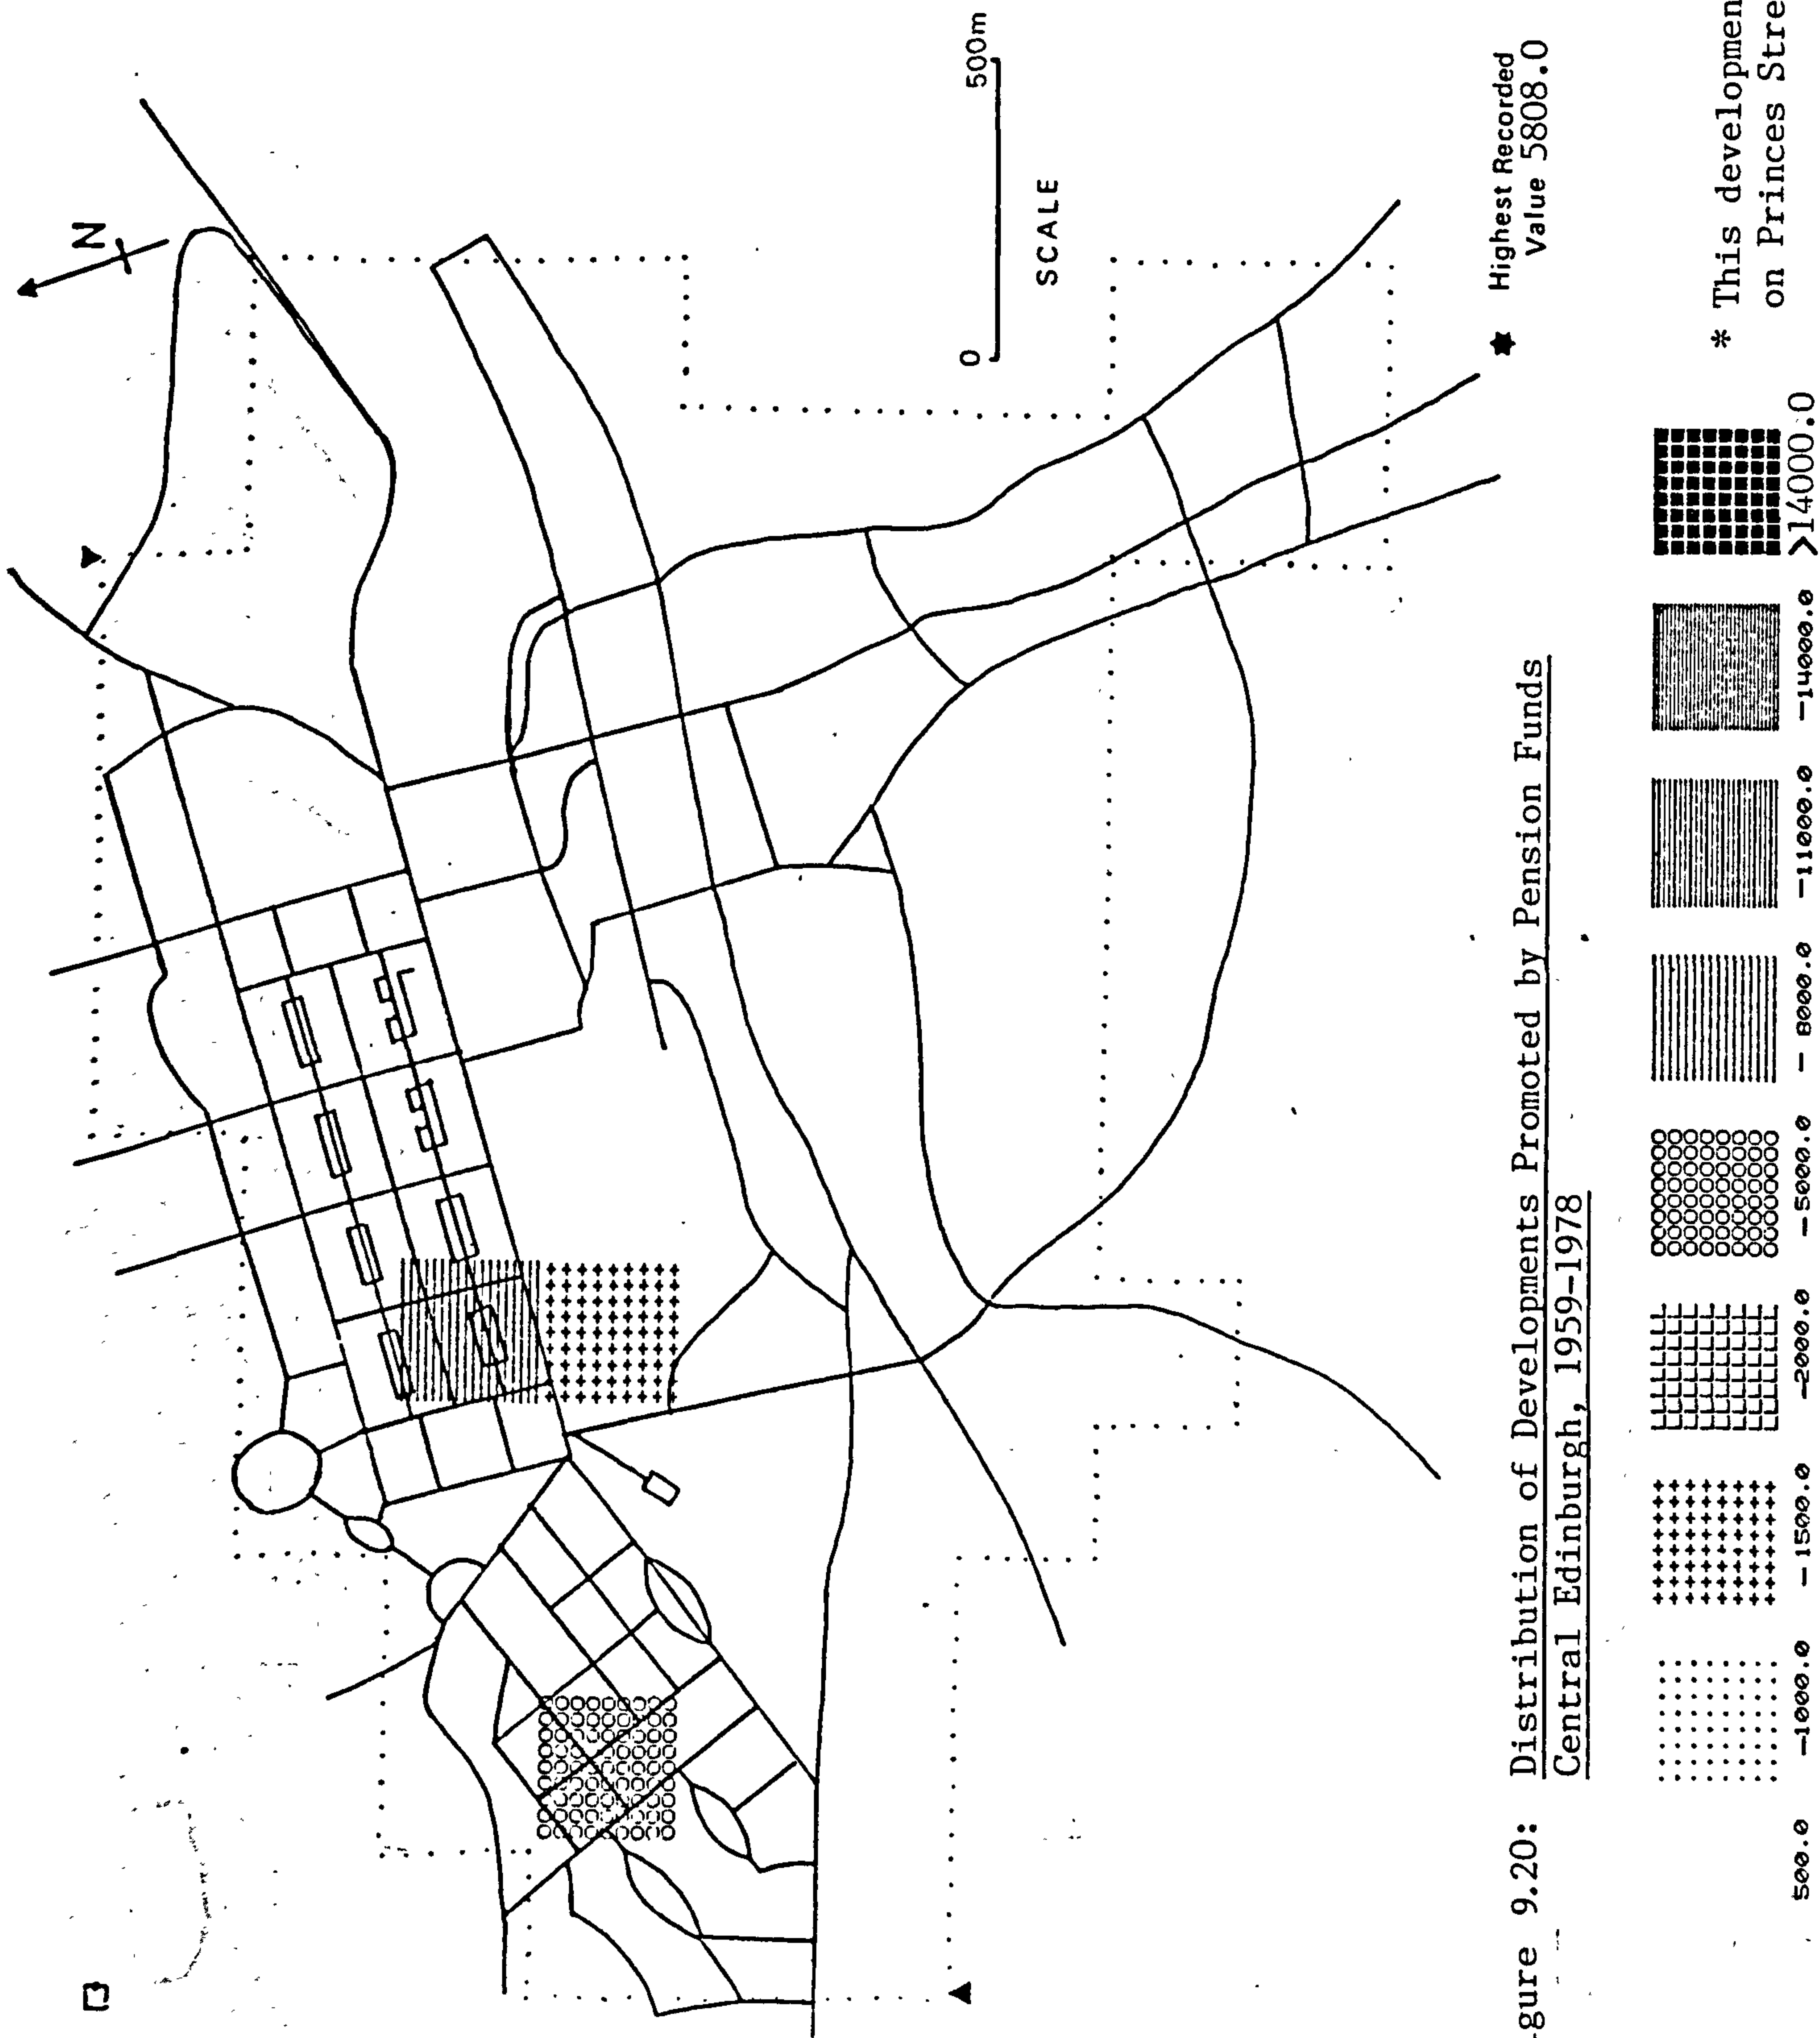 N
0 500m
SCALE
Highest Recorded
Value 5808.0
-gure 9.20: Distribution of Developments Promoted by Pension Funds
Central Edinburgh, 1959-1978
500.0 -1000.0 -1500.0 -2000.0 -5000.0 - 8000.0 -11000.0 -14000.0 >14000.0
* This developmen
on Princes Stre